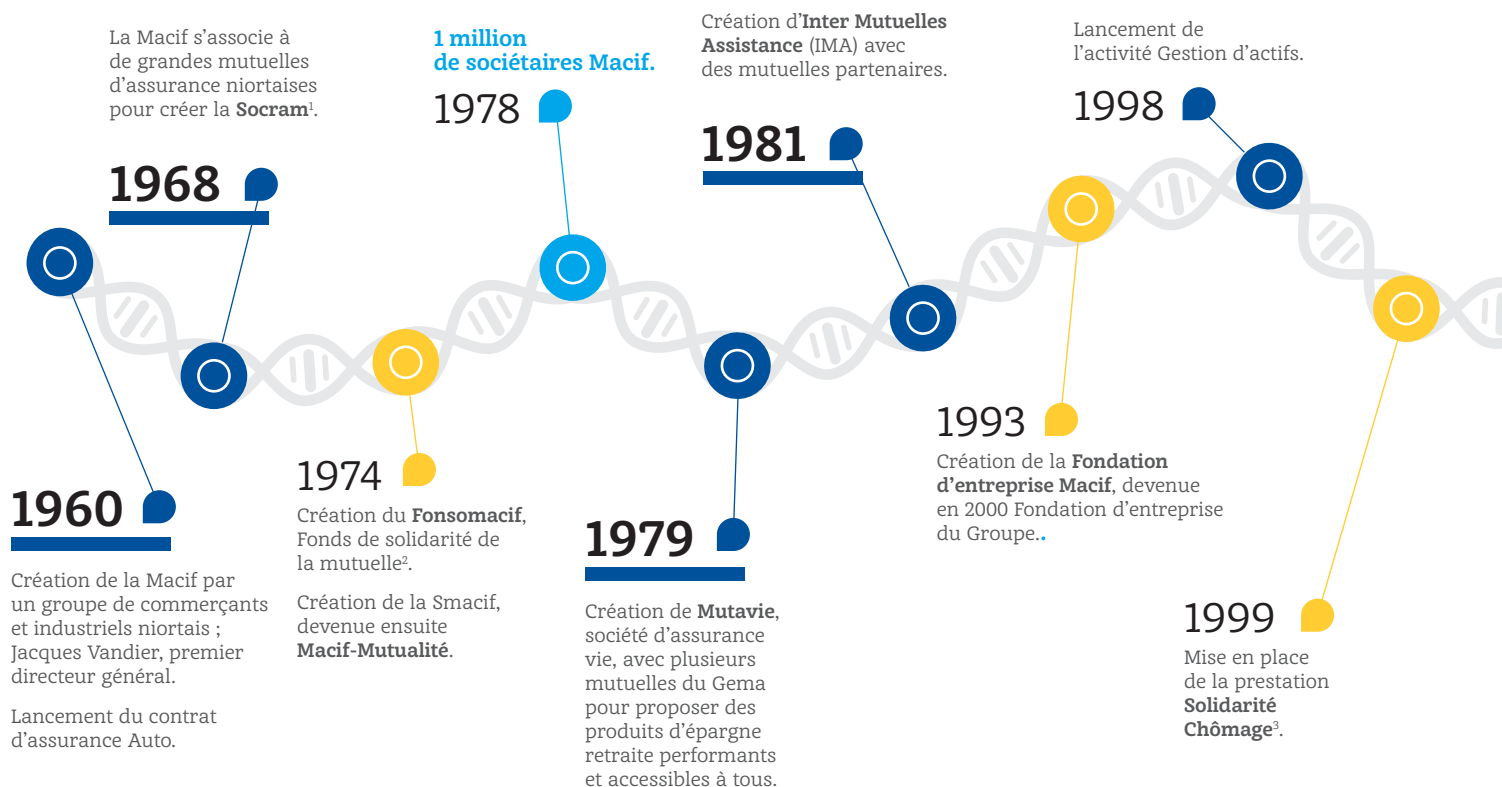 La Macif s’associe à
de grandes mutuelles
d’assurance niortaises
pour créer la Socram¹.
1968
1 million
de sociétaires Macif.
1978
Création d’Inter Mutuelles
Assistance (IMA) avec
des mutuelles partenaires.
1981
Lancement de
l’activité Gestion d’actifs.
1998
1960
Création de la Macif par
un groupe de commerçants
et industriels niortais ;
Jacques Vandier, premier
directeur général.
Lancement du contrat
d’assurance Auto.
1974
Création du Fonsomacif,
Fonds de solidarité de
la mutuelle².
Création de la Smacif,
devenue ensuite
Macif-Mutualité.
1979
Création de Mutavie,
société d’assurance
vie, avec plusieurs
mutuelles du Gema
pour proposer des
produits d’épargne
retraite performants
et accessibles à tous.
1993
Création de la Fondation
d’entreprise Macif, devenue
en 2000 Fondation d’entreprise
du Groupe..
1999
Mise en place
de la prestation
Solidarité
Chômage³.